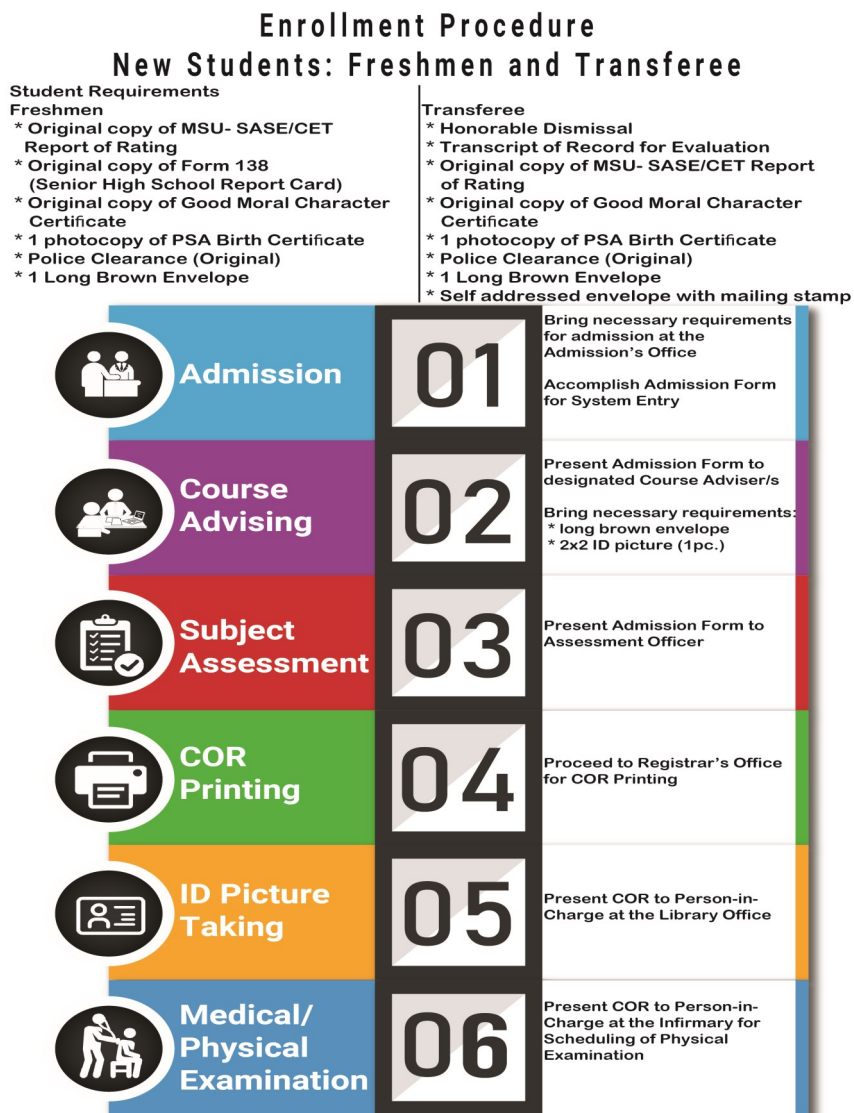 Enrollment Procedure
New Students: Freshmen and Transferee
Student Requirements
Freshmen
* Original copy of MSU- SASE/CET
Report of Rating
* Original copy of Form 138
(Senior High School Report Card)
* Original copy of Good Moral Character
Certificate
* 1 photocopy of PSA Birth Certificate
* Police Clearance (Original)
* 1 Long Brown Envelope
Transferee
* Honorable Dismissal
* Transcript of Record for Evaluation
* Original copy of MSU- SASE/CET Report
of Rating
* Original copy of Good Moral Character
Certificate
* 1 photocopy of PSA Birth Certificate
* Police Clearance (Original)
* 1 Long Brown Envelope
* Self addressed envelope with mailing stamp
Admission
01
Bring necessary requirements
for admission at the
Admission's Office
Accomplish Admission Form
for System Entry
Course
Advising
02
Present Admission Form to
designated Course Adviser/s
Bring necessary requirements:
* long brown envelope
* 2x2 ID picture (1pc.)
Subject
Assessment
03
Present Admission Form to
Assessment Officer
COR
Printing
04
Proceed to Registrar's Office
for COR Printing
ID Picture
Taking
05
Present COR to Person-in-
Charge at the Library Office
Medical/
Physical
Examination
06
Present COR to Person-in-
Charge at the Infirmary for
Scheduling of Physical
Examination